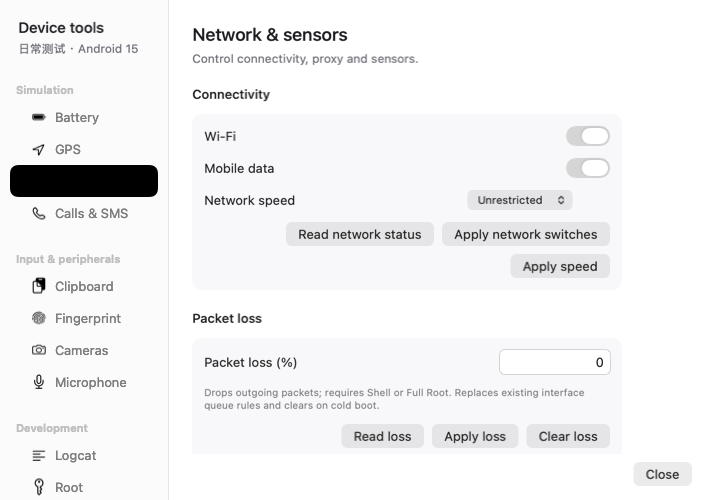 Device tools
日常测试 · Android 15
Simulation
Battery
GPS
Calls & SMS
Input & peripherals
Clipboard
Fingerprint
Cameras
Microphone
Development
Logcat
Root
Network & sensors
Control connectivity, proxy and sensors.
Connectivity
Wi-Fi
Mobile data
Network speed
Unrestricted
Read network status
Apply network switches
Apply speed
Packet loss
Packet loss (%)
0
Drops outgoing packets; requires Shell or Full Root. Replaces existing interface
queue rules and clears on cold boot.
Read loss
Apply loss
Clear loss
Close